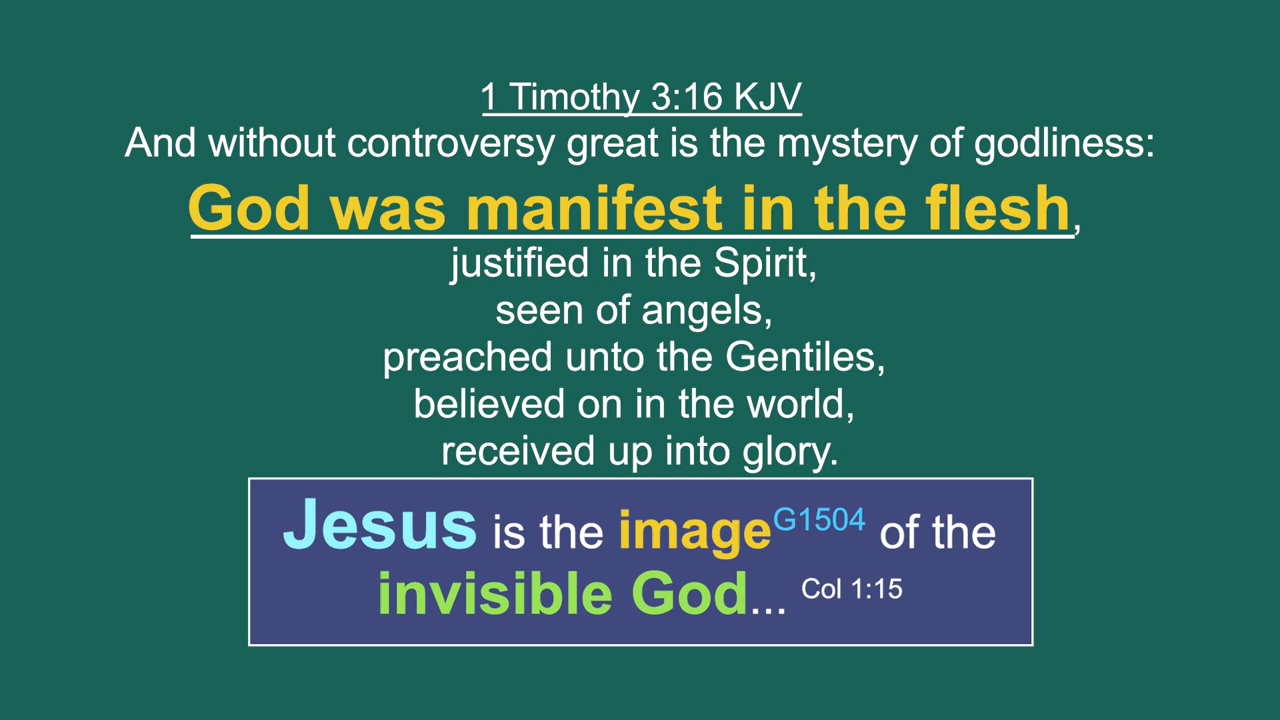 1 Timothy 3:16 KJV
And without controversy great is the mystery of godliness:
God was manifest in the flesh,
justified in the Spirit,
seen of angels,
preached unto the Gentiles,
believed on in the world,
received up into glory.
Jesus is the imageG1504 of the
invisible God... Col 1:15